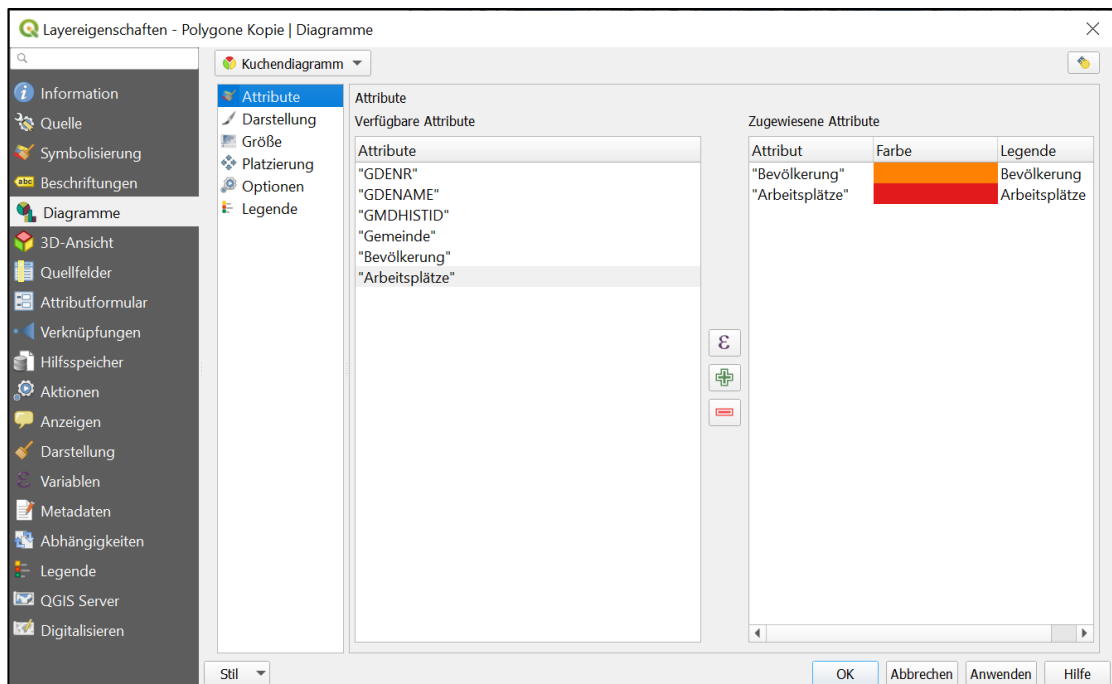 Layereigenschaften - Polygone Kopie | Diagramme
Information
Quelle
Symbolisierung
abc Beschriftungen
Diagramme
3D-Ansicht
Quellfelder
Attributformular
Verknüpfungen
Hilfsspeicher
Aktionen
Anzeigen
Darstellung
Variablen
Metadaten
Abhängigkeiten
Legende
QGIS Server
Digitalisieren
Kuchendiagramm
Attribute
Darstellung
Größe
Platzierung
Optionen
Legende
Attribute
Verfügbare Attribute
Attribute
"GDENR"
"GDENAME"
"GMDHISTID"
"Gemeinde"
"Bevölkerung"
"Arbeitsplätze"
ε
Zugewiesene Attribute
Attribut Farbe Legende
"Bevölkerung" Bevölkerung
"Arbeitsplätze" Arbeitsplätze
Stil
OK Abbrechen Anwenden Hilfe